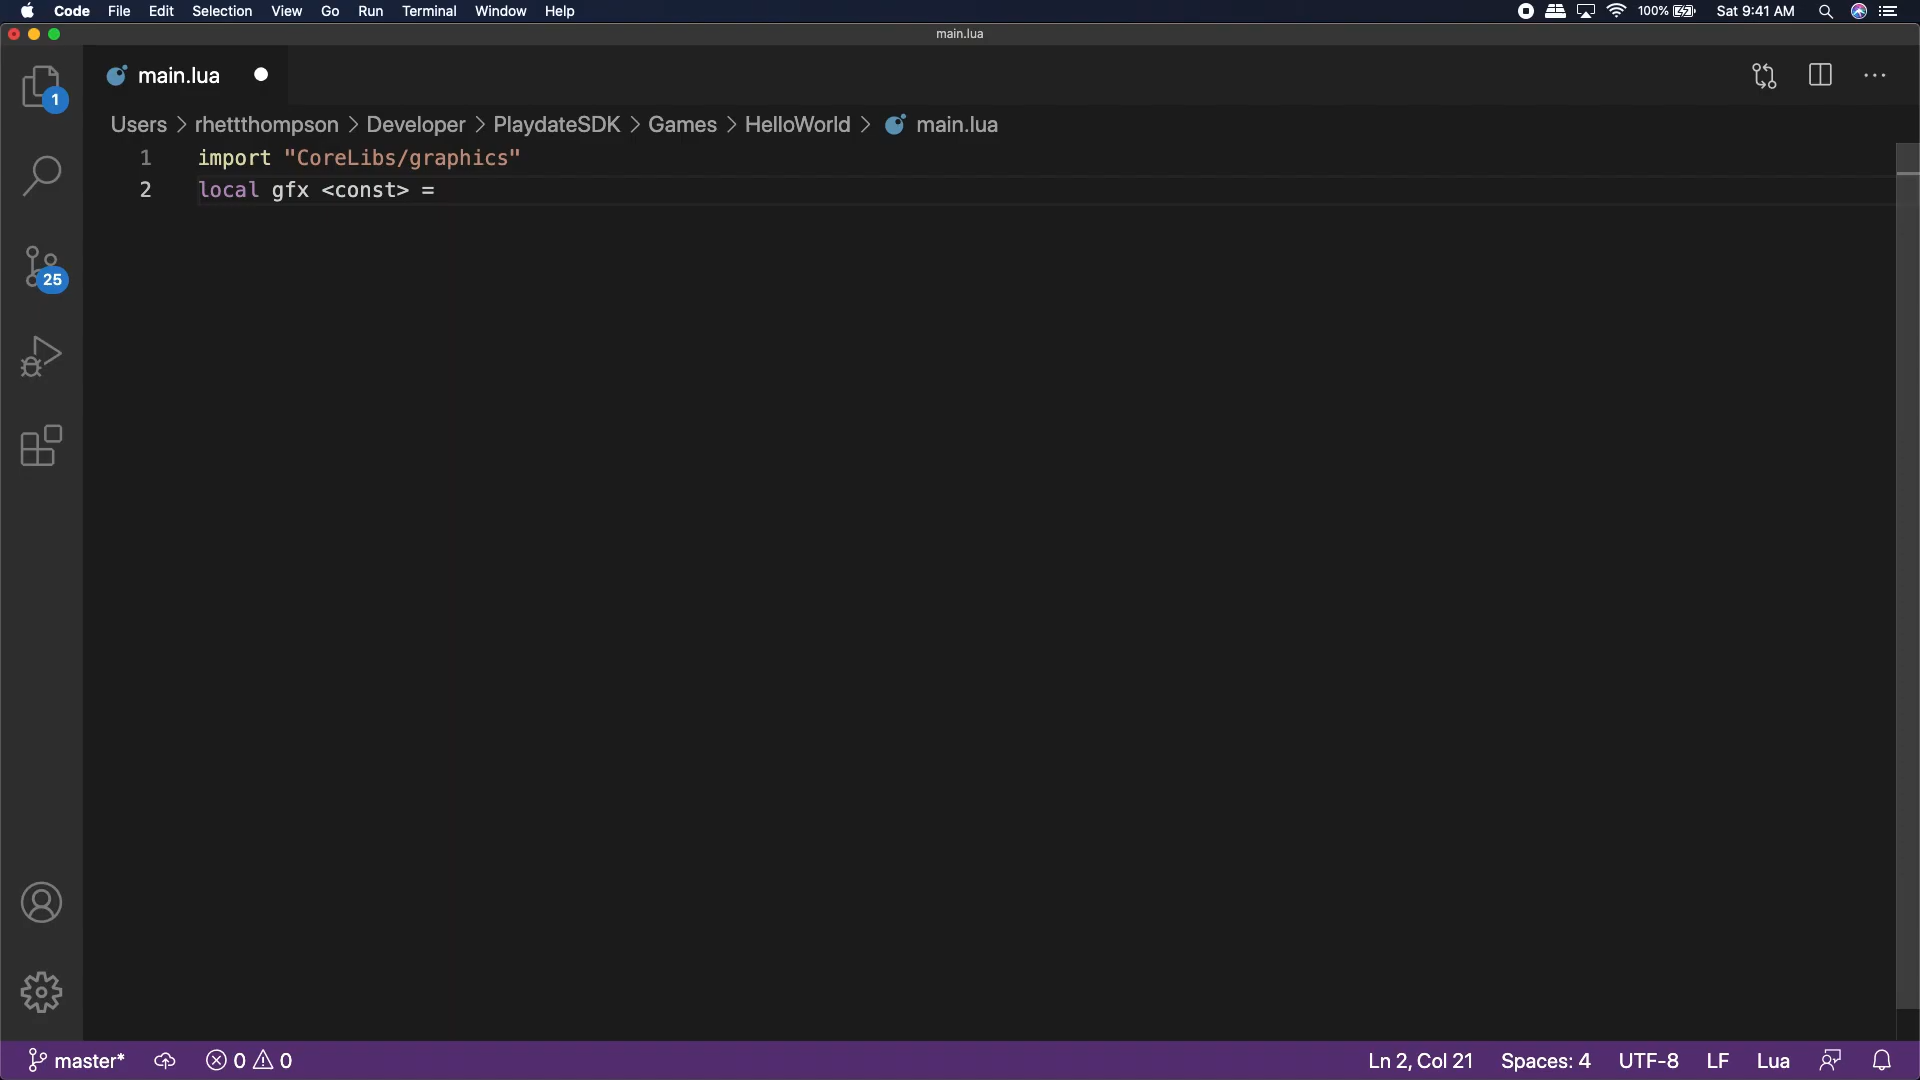 Code File Edit Selection View Go Run Terminal Window Help 100% Sat 9:41 AM
main.lua
main.lua
1
Users > rhettthompson > Developer > PlaydateSDK > Games > HelloWorld > main.lua
1 import "CoreLibs/graphics"
2 local gfx <const> =
25
master* 0 0 Ln 2, Col 21 Spaces: 4 UTF-8 LF Lua